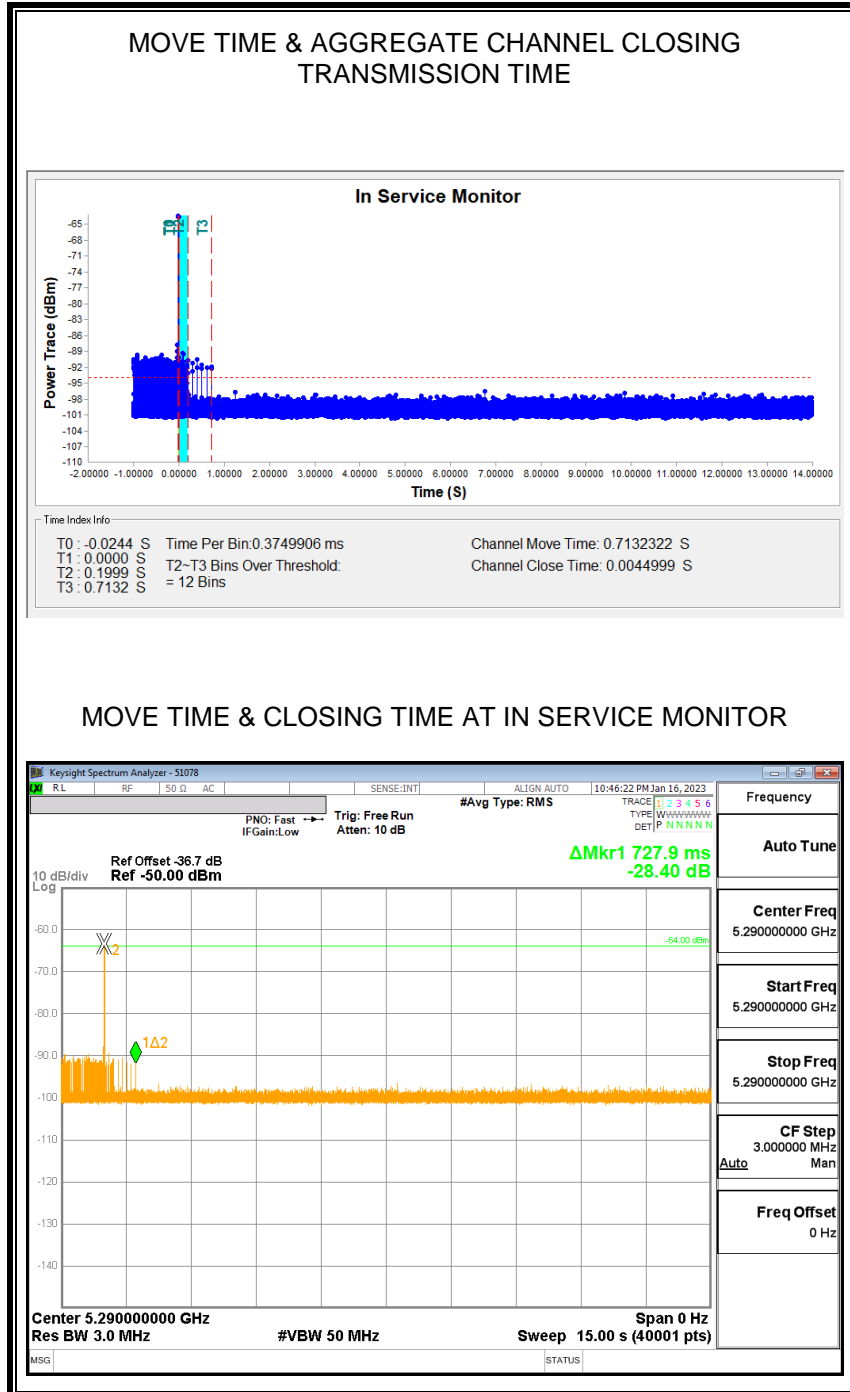 MOVE TIME & AGGREGATE CHANNEL CLOSING
TRANSMISSION TIME
In Service Monitor
T0 T2 T3
Power Trace (dBm)
-65
-68
-71
-74
-77
-80
-83
-86
-89
-92
-95
-98
-101
-104
-107
-110
-2.00000 -1.00000 0.00000 1.00000 2.00000 3.00000 4.00000 5.00000 6.00000 7.00000 8.00000 9.00000 10.00000 11.00000 12.00000 13.00000 14.00000
Time (S)
Time Index Info
T0 : -0.0244 S Time Per Bin:0.3749906 ms Channel Move Time: 0.7132322 S
T1 : 0.0000 S T2~T3 Bins Over Threshold: Channel Close Time: 0.0044999 S
T2 : 0.1999 S = 12 Bins
T3 : 0.7132 S
MOVE TIME & CLOSING TIME AT IN SERVICE MONITOR
Keysight Spectrum Analyzer - 51078
LXI RL RF 50 Ω AC SENSE:INT ALIGN AUTO 10:46:22 PM Jan 16, 2023
#Avg Type: RMS TRACE 1 2 3 4 5 6
PNO: Fast Trig: Free Run TYPE WWWWWW
IFGain:Low Atten: 10 dB DET P N N N N N
ΔMkr1 727.9 ms
-28.40 dB
Ref Offset -36.7 dB
10 dB/div Ref -50.00 dBm
Log
-60.0
-64.00 dBm
2
-70.0
-80.0
1Δ2
-90.0
-100
-110
-120
-130
-140
Center 5.290000000 GHz Span 0 Hz
Res BW 3.0 MHz #VBW 50 MHz Sweep 15.00 s (40001 pts)
MSG STATUS
Frequency
Auto Tune
Center Freq
5.290000000 GHz
Start Freq
5.290000000 GHz
Stop Freq
5.290000000 GHz
CF Step
3.000000 MHz
Auto Man
Freq Offset
0 Hz